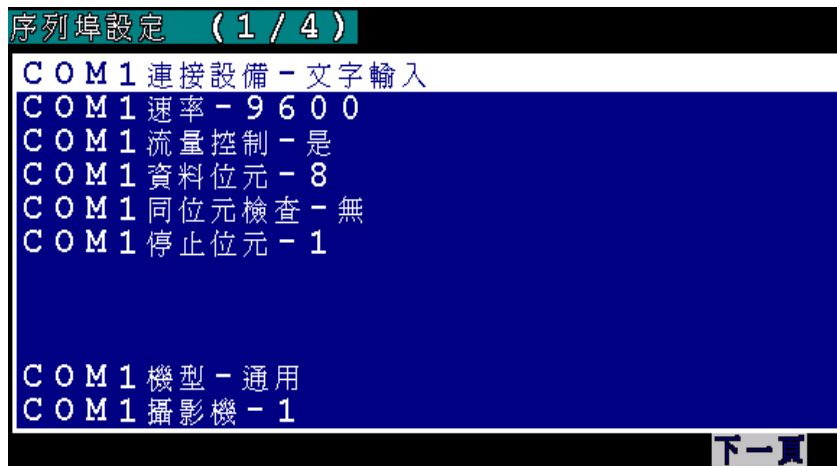 序列埠設定 (1/4)
COM1連接設備-文字輸入
COM1速率-9600
COM1流量控制-是
COM1資料位元-8
COM1同位元檢查-無
COM1停止位元-1
COM1機型-通用
COM1攝影機-1
下一頁